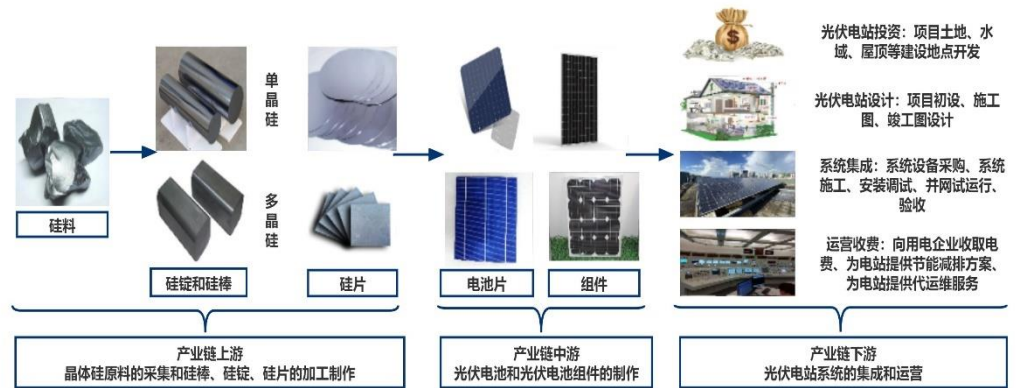 硅料
单晶硅
多晶硅
硅锭和硅棒
硅片
电池片
组件
光伏电站投资：项目土地、水
域、屋顶等建设地点开发
光伏电站设计：项目初设、施工
图、竣工图设计
系统集成：系统设备采购、系统
施工、安装调试、并网试运行、
验收
运营收费：向用电企业收取电
费、为电站提供节能减排方案、
为电站提供代运维服务
产业链上游
晶体硅原料的采集和硅棒、硅锭、硅片的加工制作
产业链中游
光伏电池和光伏电池组件的制作
产业链下游
光伏电站系统的集成和运营